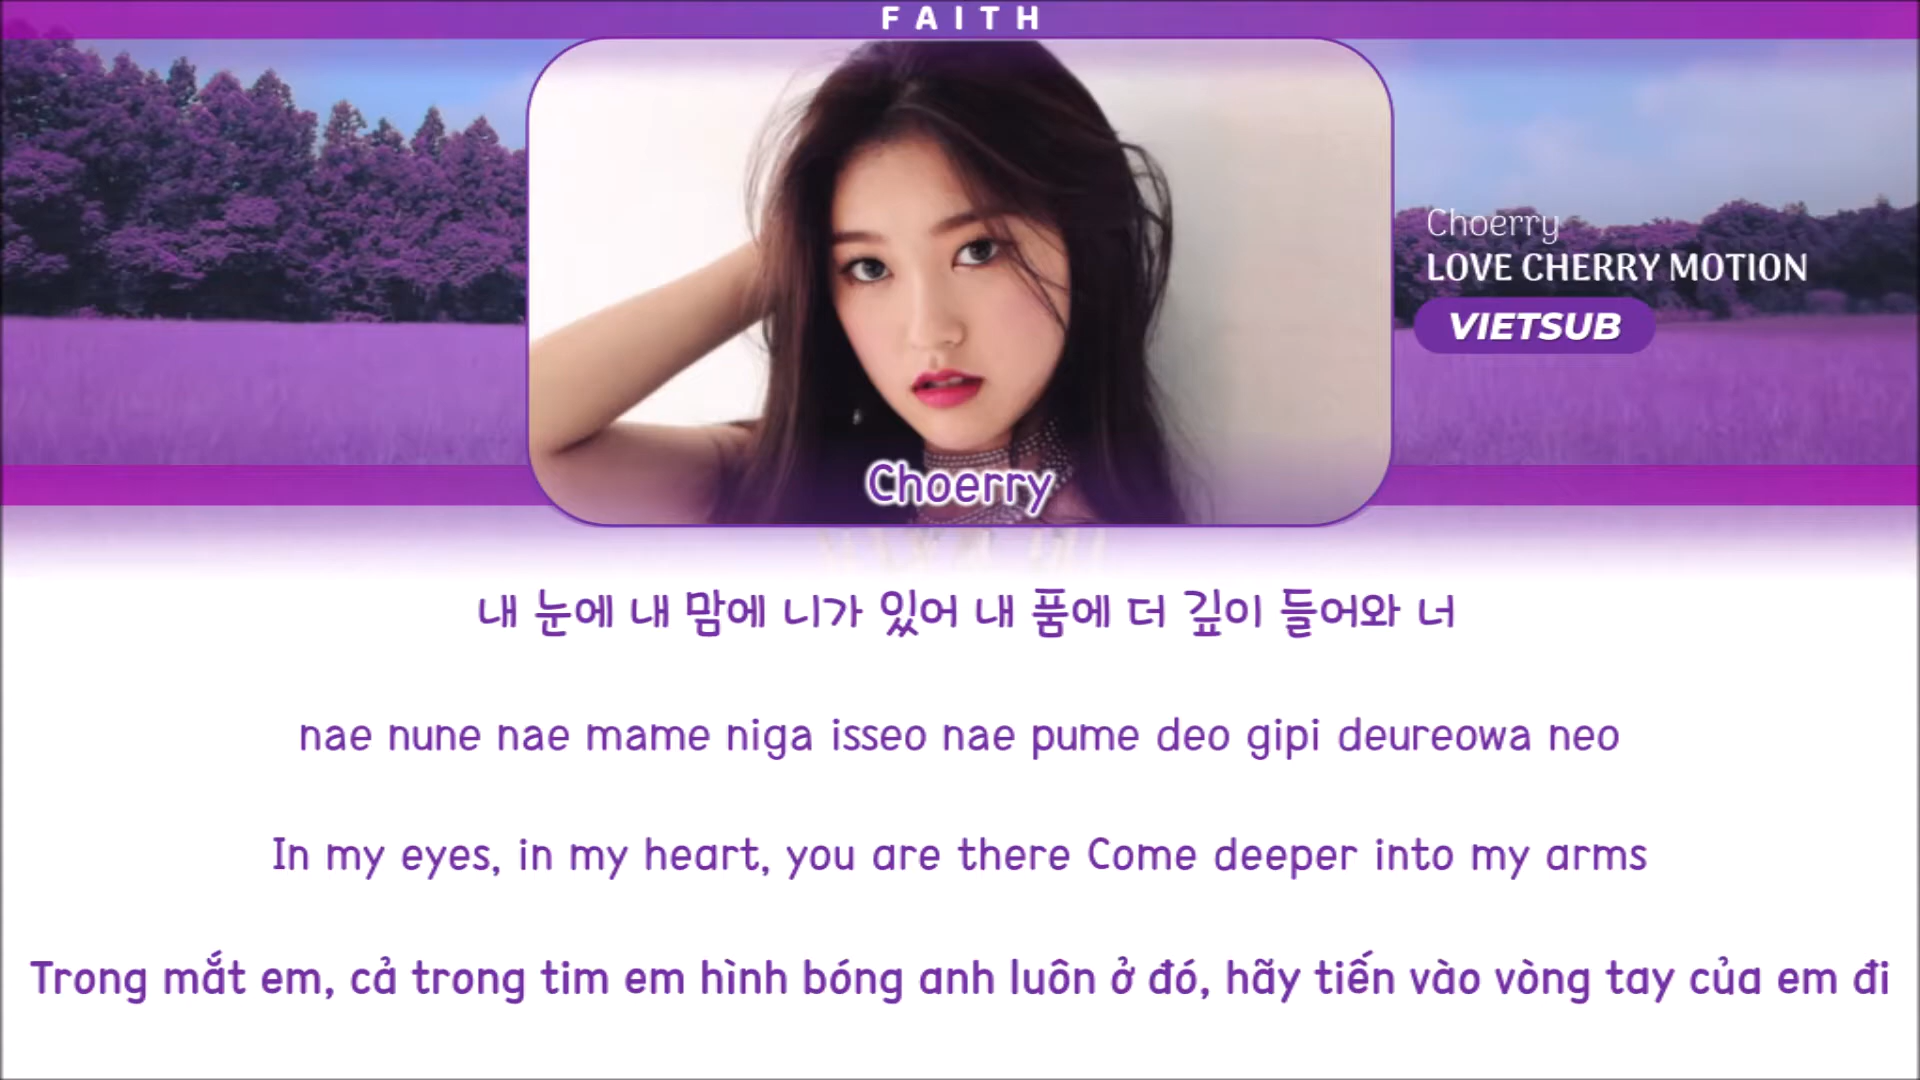 FAITH
Choerry
LOVE CHERRY MOTION
VIETSUB
Choerry
내 눈에 내 맘에 니가 있어 내 품에 더 깊이 들어와 너
nae nune nae mame niga isseo nae pume deo gipi deureowa neo
In my eyes, in my heart, you are there Come deeper into my arms
Trong mắt em, cả trong tim em hình bóng anh luôn ở đó, hãy tiến vào vòng tay của em đi